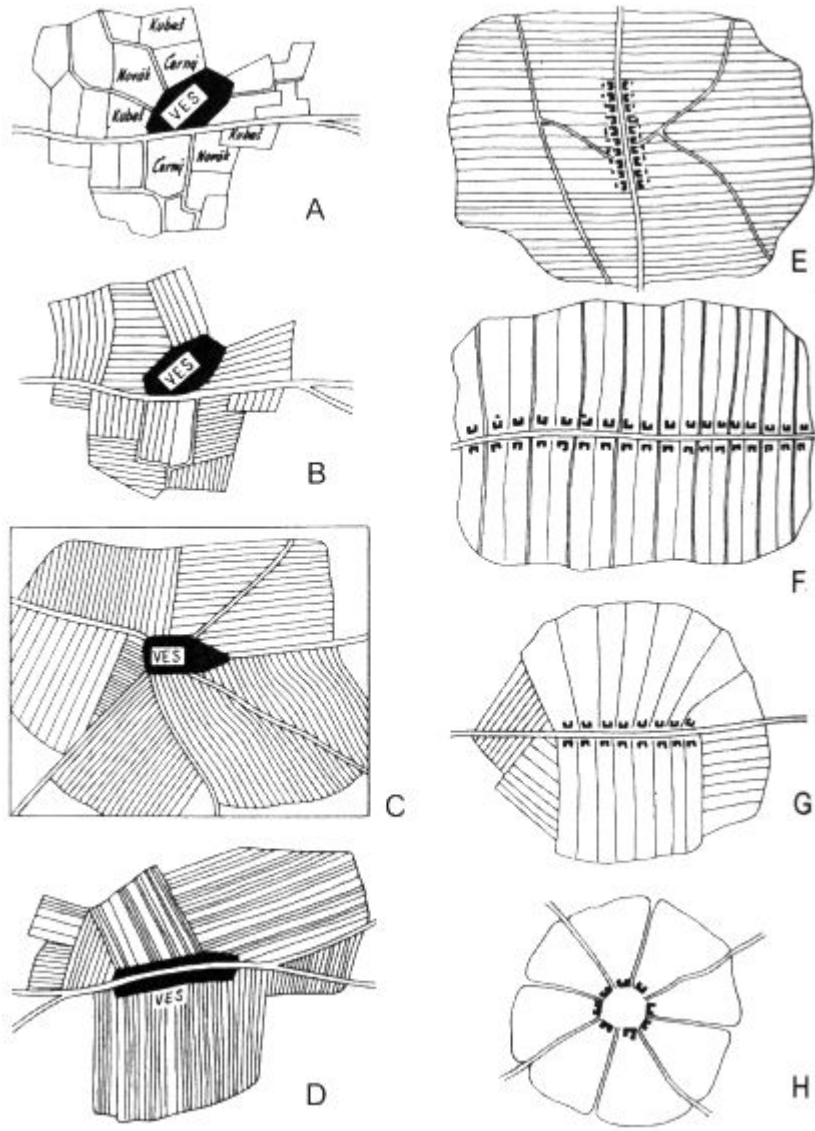 Kubeš
Novák
Černý
VES
Kubeš
Kubeš
Novák
Černý
A
VES
B
VES
C
VES
D
E
F
G
H